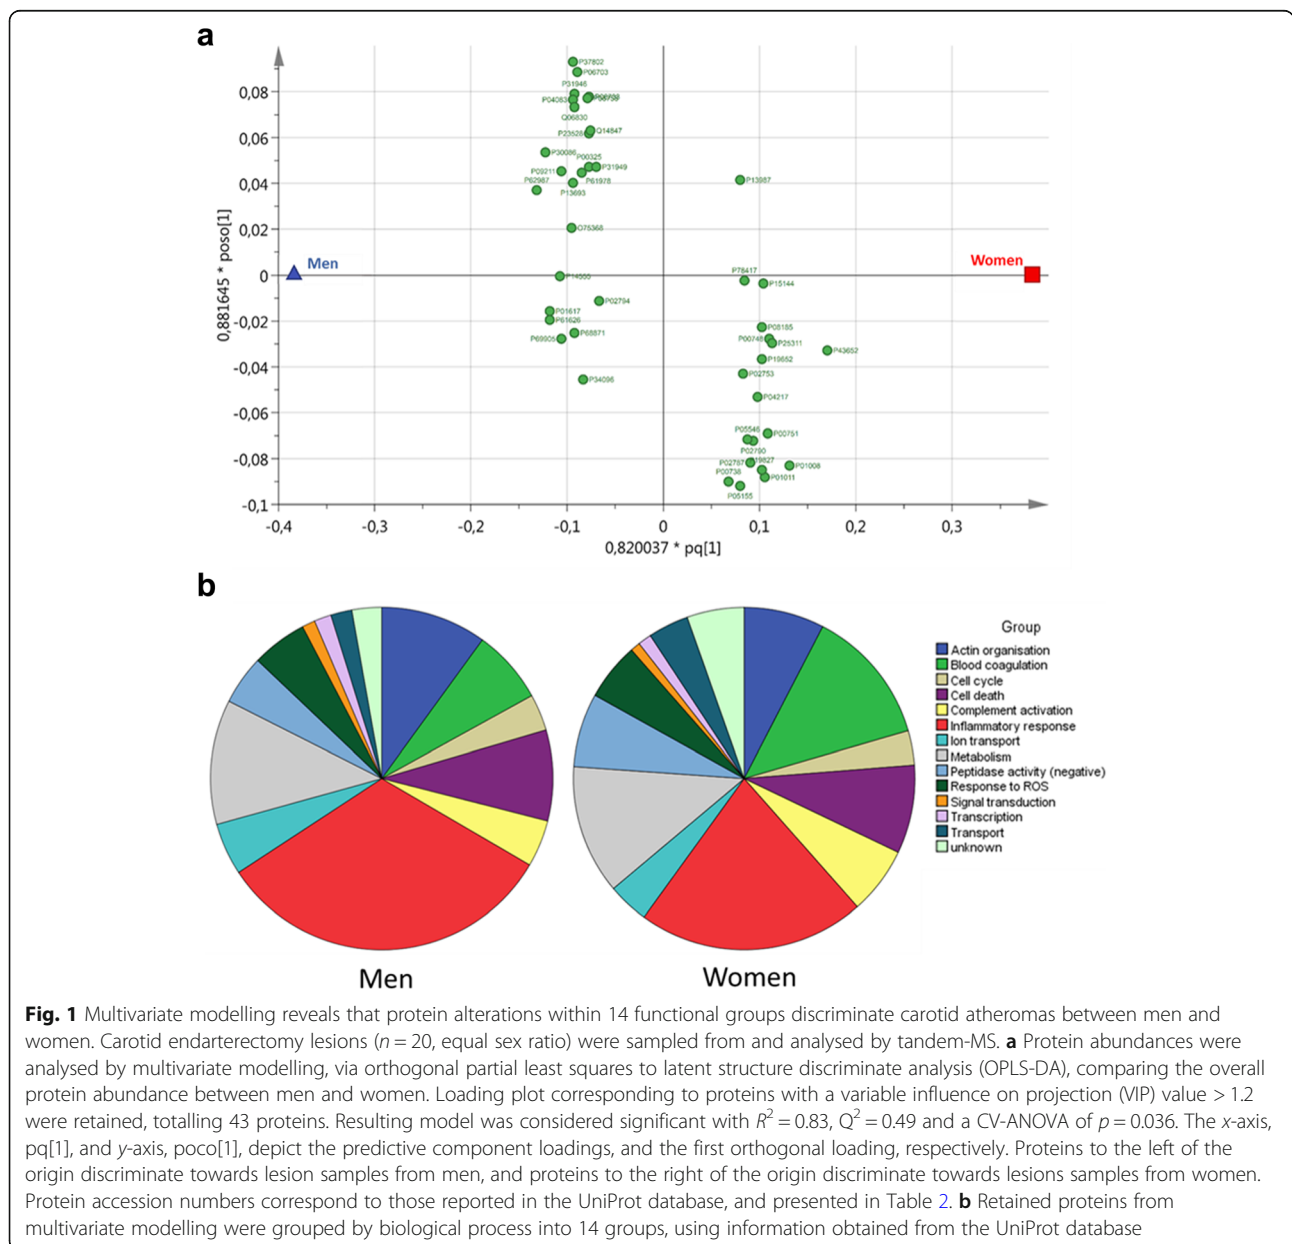 a
P37802
P06703
P31946
0,08
P04083
Q06830
0,06
P23528
Q14847
P30086
P00325
P09211
P31949
P62987
P61978
0,04
P13693
P13987
0,02
O75368
Men
Women
0
P02794
P78417
P15144
P01617
P61626
-0,02
P69905
P68871
P08185
P00748
P25311
P43652
P19652
-0,04
P34096
P02753
P04217
-0,06
P05546
P00751
P02790
-0,08
P02787
P01008
P00738
P01011
P05155
-0,1
-0,4
-0,3
-0,2
-0,1
0
0,1
0,2
0,3
0,820037 * pq[1]
0,881645 * poso[1]
b
Group
Actin organisation
Blood coagulation
Cell cycle
Cell death
Complement activation
Inflammatory response
Ion transport
Metabolism
Peptidase activity (negative)
Response to ROS
Signal transduction
Transcription
Transport
unknown
Men
Women
Fig. 1 Multivariate modelling reveals that protein alterations within 14 functional groups discriminate carotid atheromas between men and
women. Carotid endarterectomy lesions (n = 20, equal sex ratio) were sampled from and analysed by tandem-MS. a Protein abundances were
analysed by multivariate modelling, via orthogonal partial least squares to latent structure discriminate analysis (OPLS-DA), comparing the overall
protein abundance between men and women. Loading plot corresponding to proteins with a variable influence on projection (VIP) value > 1.2
were retained, totalling 43 proteins. Resulting model was considered significant with R² = 0.83, Q² = 0.49 and a CV-ANOVA of p = 0.036. The x-axis,
pq[1], and y-axis, poco[1], depict the predictive component loadings, and the first orthogonal loading, respectively. Proteins to the left of the
origin discriminate towards lesion samples from men, and proteins to the right of the origin discriminate towards lesions samples from women.
Protein accession numbers correspond to those reported in the UniProt database, and presented in Table 2. b Retained proteins from
multivariate modelling were grouped by biological process into 14 groups, using information obtained from the UniProt database